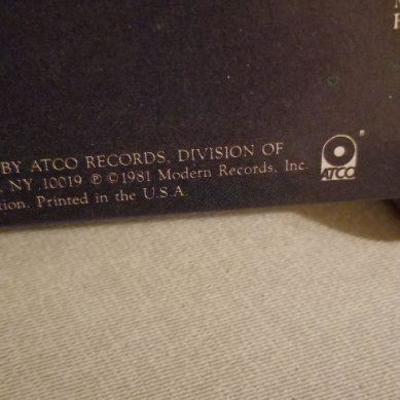 BY ATCO RECORDS, DIVISION OF
NY 10019 ℗ ©1981 Modern Records, Inc.
tion. Printed in the U.S.A.
ATCO